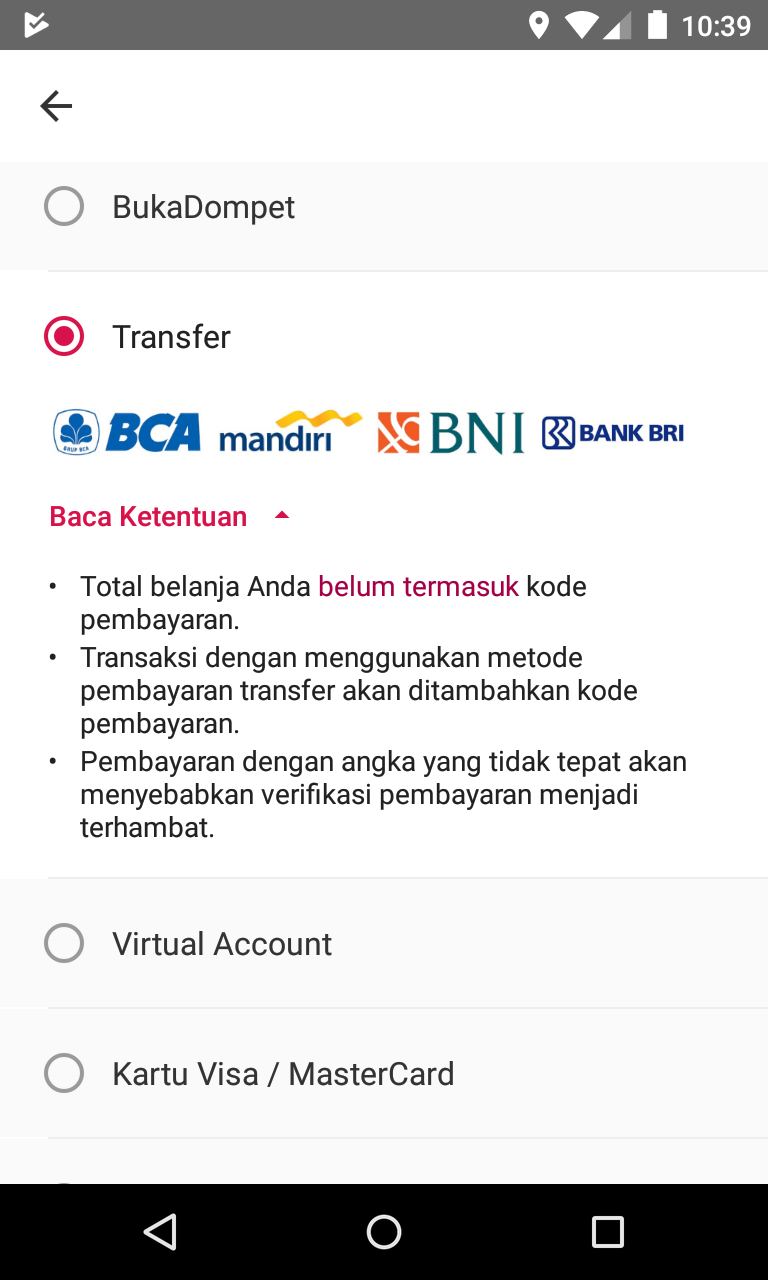 10:39
BukaDompet
Transfer
GRUP BCA
BCA
mandiri
BNI
BANK BRI
Baca Ketentuan
• Total belanja Anda belum termasuk kode
pembayaran.
• Transaksi dengan menggunakan metode
pembayaran transfer akan ditambahkan kode
pembayaran.
• Pembayaran dengan angka yang tidak tepat akan
menyebabkan verifikasi pembayaran menjadi
terhambat.
Virtual Account
Kartu Visa / MasterCard